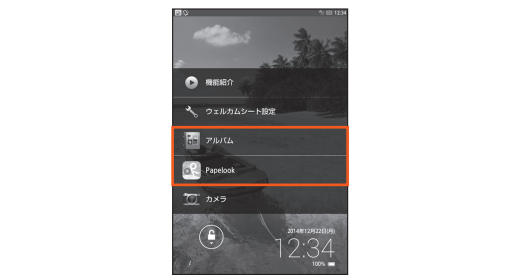 12:34
機能紹介
ウェルカムシート設定
アルバム
Papelook
カメラ
2014年12月22日(月)
12:34
100%